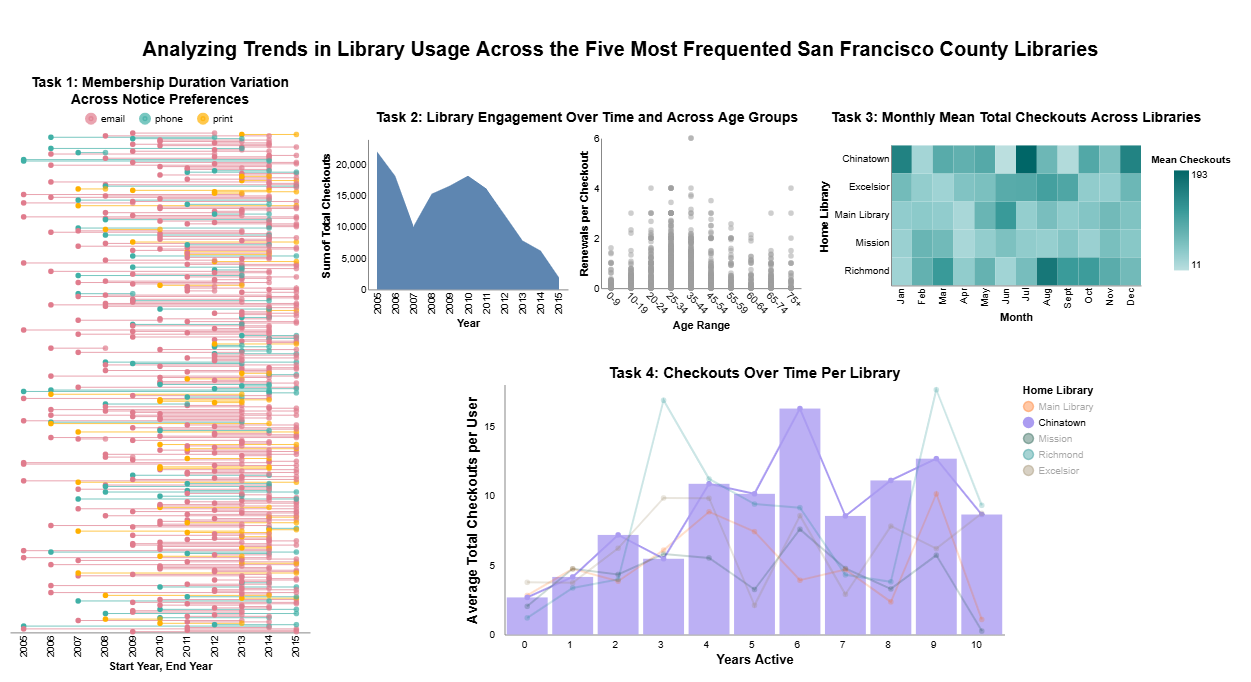 Analyzing Trends in Library Usage Across the Five Most Frequented San Francisco County Libraries
Task 1: Membership Duration Variation
Across Notice Preferences
email phone print
2005 2006 2007 2008 2009 2010 2011 2012 2013 2014 2015
Start Year, End Year
Task 2: Library Engagement Over Time and Across Age Groups
Sum of Total Checkouts
20,000
15,000
10,000
5,000
0
2005 2006 2007 2008 2009 2010 2011 2012 2013 2014 2015
Year
Renewals per Checkout
6
4
2
0
0-9 10-19 20-24 25-34 35-44 45-54 55-59 60-64 65-74 75+
Age Range
Task 3: Monthly Mean Total Checkouts Across Libraries
Home Library
Chinatown
Excelsior
Main Library
Mission
Richmond
Jan Feb Mar Apr May Jun Jul Aug Sept Oct Nov Dec
Month
Mean Checkouts
193
11
Task 4: Checkouts Over Time Per Library
Average Total Checkouts per User
15
10
5
0
0 1 2 3 4 5 6 7 8 9 10
Years Active
Home Library
Main Library
Chinatown
Mission
Richmond
Excelsior